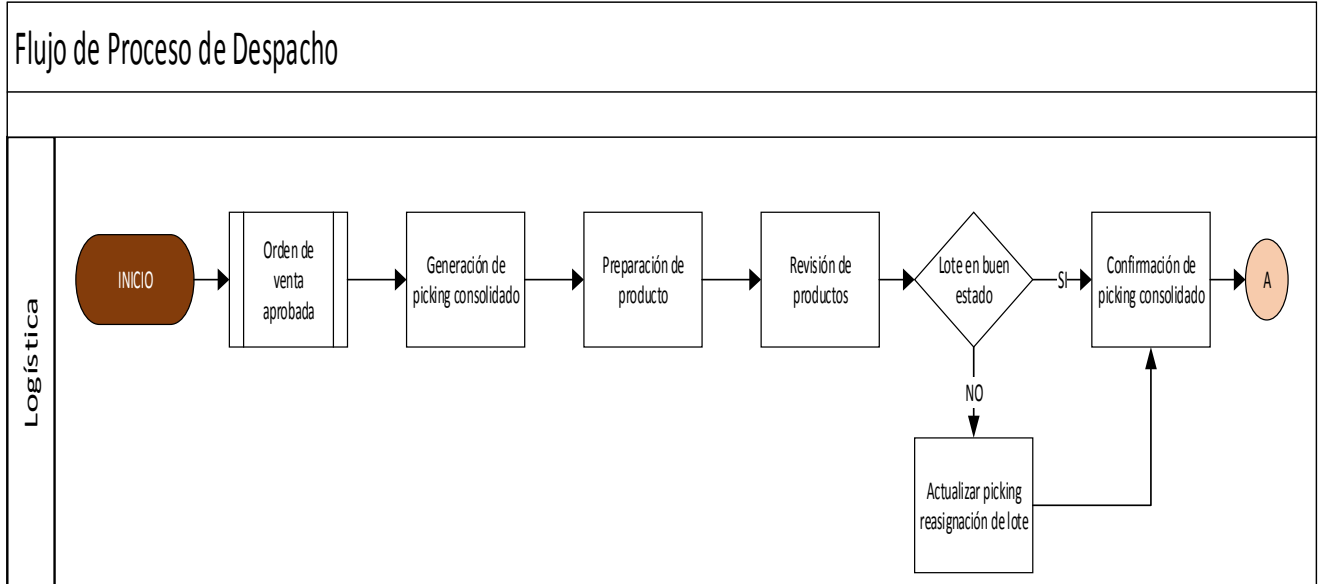 Flujo de Proceso de Despacho
Logística
INICIO
Orden de
venta
aprobada
Generación de
picking consolidado
Preparación de
producto
Revisión de
productos
Lote en buen
estado
SI
Confirmación de
picking consolidado
A
NO
Actualizar picking
reasignación de lote